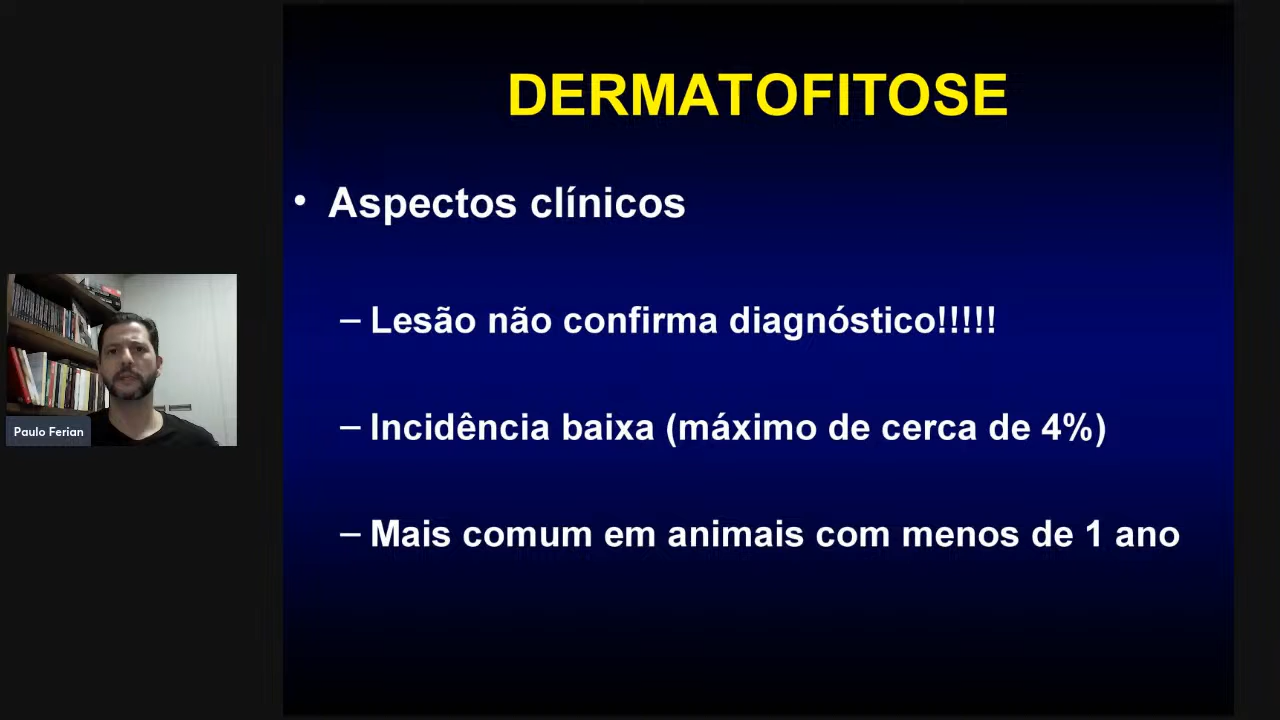 DERMATOFITOSE
• Aspectos clínicos
– Lesão não confirma diagnóstico!!!!!
– Incidência baixa (máximo de cerca de 4%)
– Mais comum em animais com menos de 1 ano
Paulo Ferian